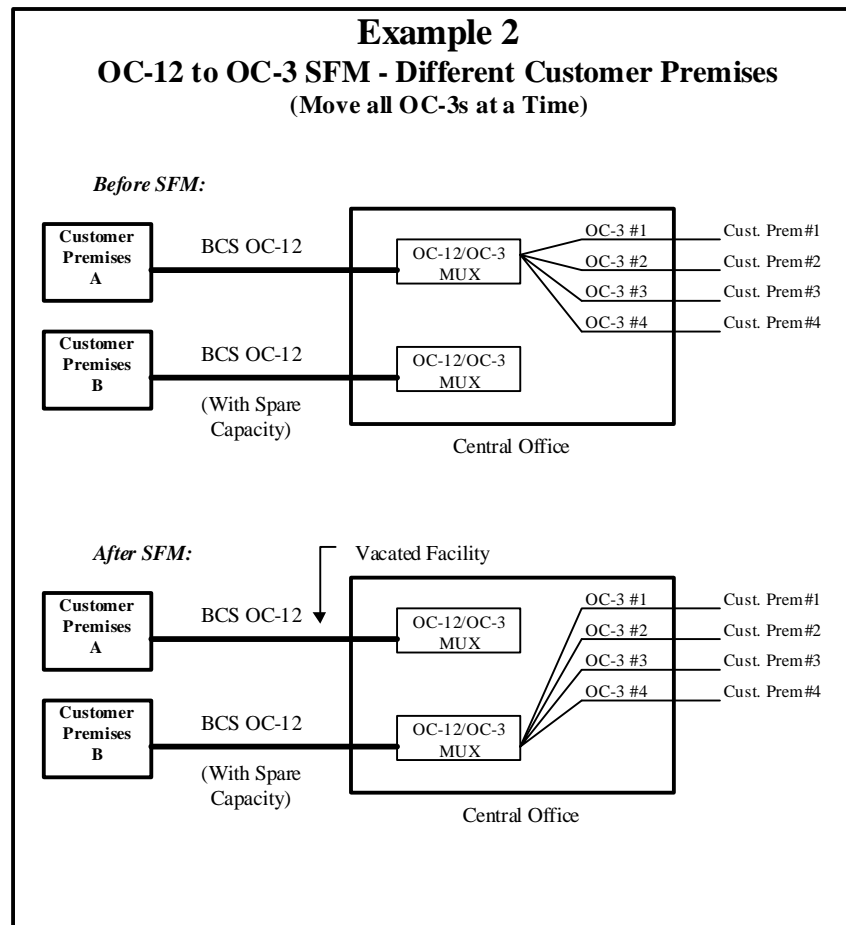 Example 2
OC-12 to OC-3 SFM - Different Customer Premises
(Move all OC-3s at a Time)
Before SFM:
Customer
Premises
A
BCS OC-12
OC-12/OC-3
MUX
OC-3 #1
Cust. Prem#1
OC-3 #2
Cust. Prem#2
OC-3 #3
Cust. Prem#3
OC-3 #4
Cust. Prem#4
Customer
Premises
B
BCS OC-12
(With Spare
Capacity)
OC-12/OC-3
MUX
Central Office
After SFM:
Vacated Facility
Customer
Premises
A
BCS OC-12
OC-12/OC-3
MUX
OC-3 #1
Cust. Prem#1
OC-3 #2
Cust. Prem#2
OC-3 #3
Cust. Prem#3
OC-3 #4
Cust. Prem#4
Customer
Premises
B
BCS OC-12
(With Spare
Capacity)
OC-12/OC-3
MUX
Central Office